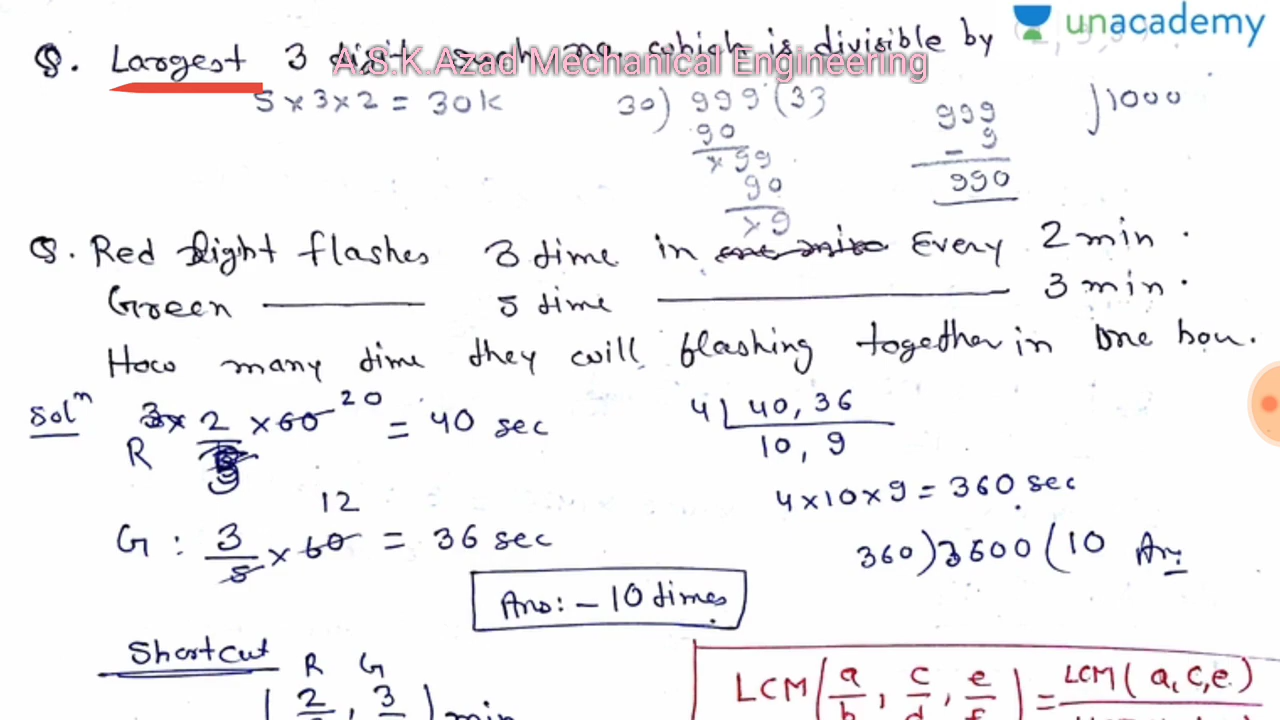 unacademy
Q. Largest 3 digit such no. which is divisible by
A.S.K.Azad Mechanical Engineering
5 x 3 x 2 = 30k
30) 999 (33
90
x 99
90
x9
999
- 9
990
)1000
Q. Red light flashes 3 time in Every 2 min.
Green 5 time 3 min.
How many time they will flashing together in One hou.
Solⁿ
R 2/3 x 60 20 = 40 sec
4 | 40, 36
10, 9
4 x 10 x 9 = 360 sec
G : 3/5 x 60 12 = 36 sec
360)3600(10 Ans
Ans: - 10 times.
Shortcut
R G
( 2 , 3 ) min
LCM(a/b, c/d, e/f) = LCM(a,c,e)